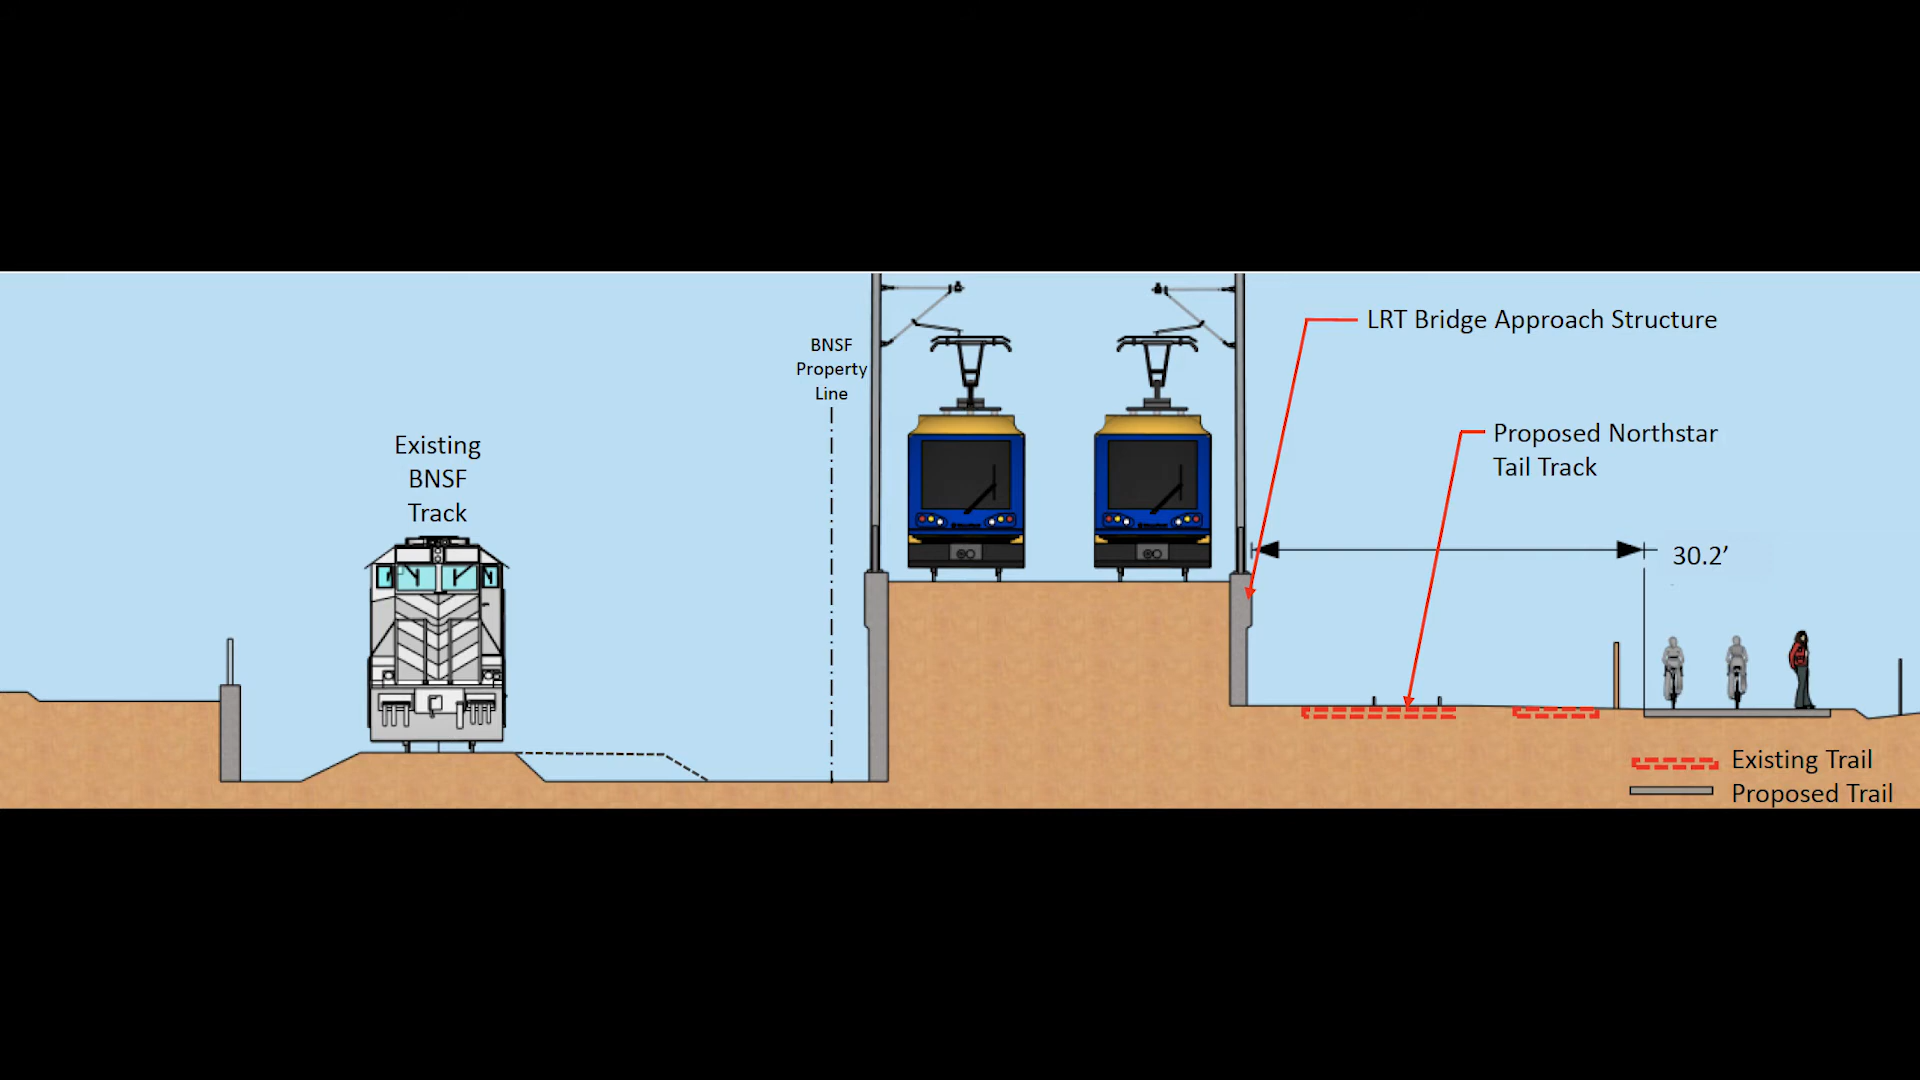 Existing
BNSF
Track
BNSF
Property
Line
LRT Bridge Approach Structure
Proposed Northstar
Tail Track
30.2’
Existing Trail
Proposed Trail